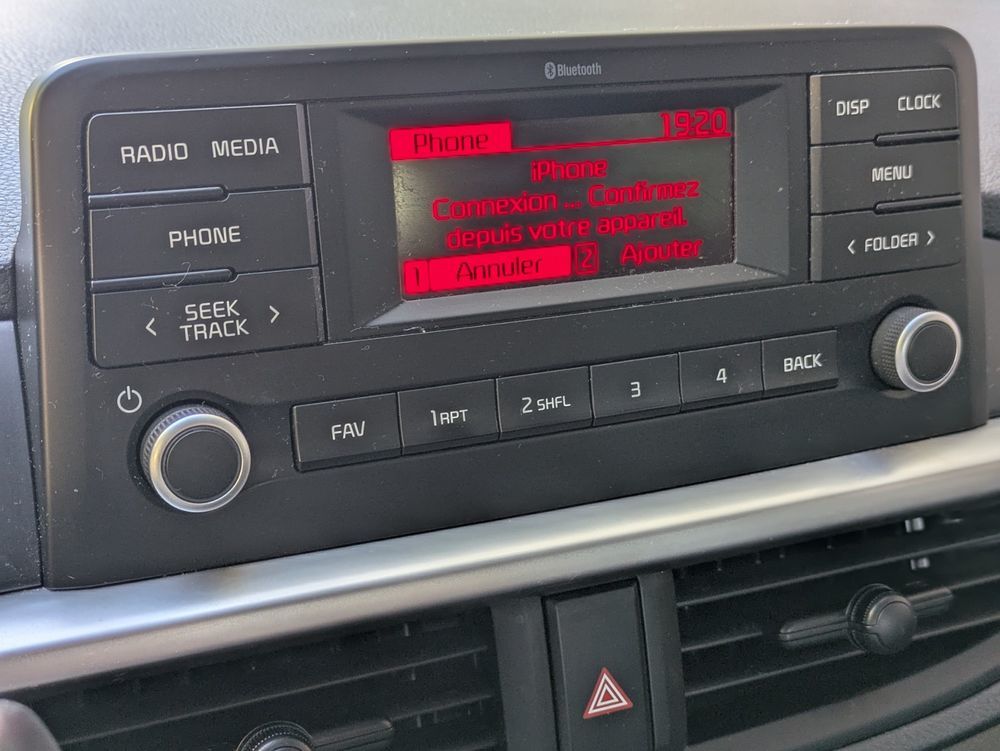 Bluetooth
RADIO MEDIA
PHONE
< SEEK TRACK >
Phone 19:20
iPhone
Connexion ... Confirmez
depuis votre appareil.
1 Annuler 2 Ajouter
DISP CLOCK
MENU
< FOLDER >
FAV 1 RPT 2 SHFL 3 4 BACK